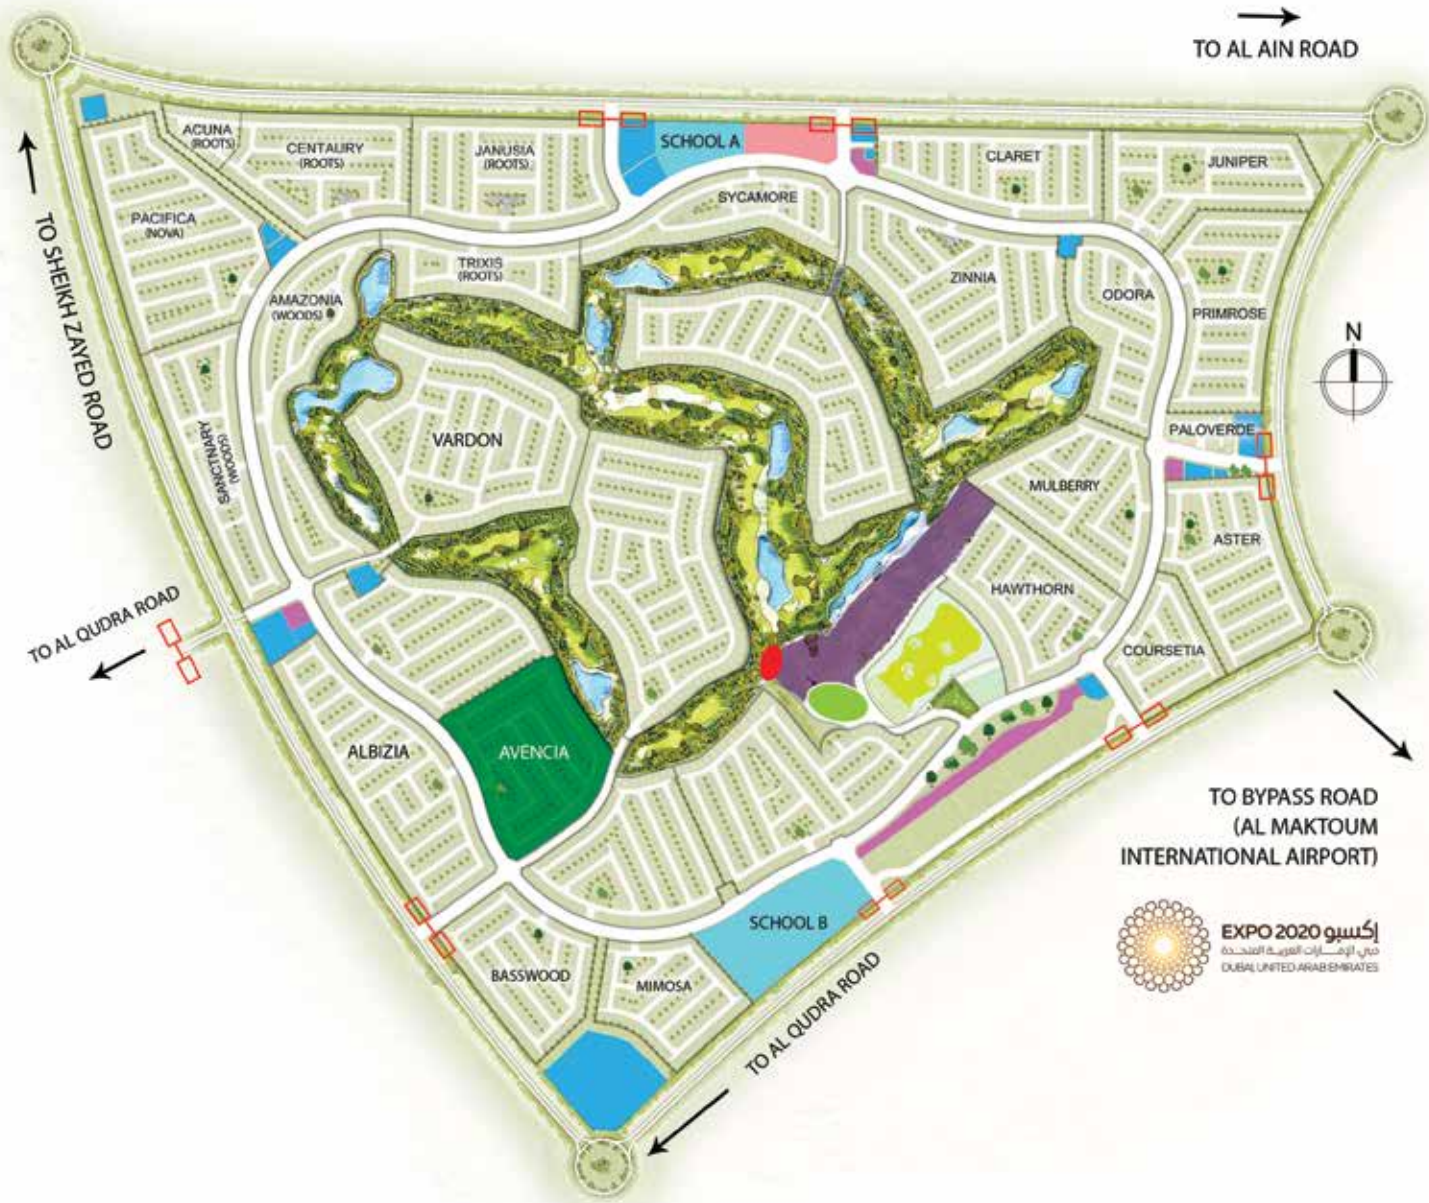 TO AL AIN ROAD
ACUNA
(ROOTS)
CENTAURY
(ROOTS)
JANUSIA
(ROOTS)
SCHOOL A
CLARET
JUNIPER
PACIFICA
(NOVA)
SYCAMORE
TO SHEIKH ZAYED ROAD
TRIXIS
(ROOTS)
ZINNIA
ODORA
AMAZONIA
(WOODS)
PRIMROSE
N
VARDON
PALOVERDE
SANCTNARY
(WOODS)
MULBERRY
ASTER
HAWTHORN
TO AL QUDRA ROAD
COURSETIA
ALBIZIA
AVENCIA
TO BYPASS ROAD
(AL MAKTOUM
INTERNATIONAL AIRPORT)
SCHOOL B
EXPO 2020 إكسبو
دبي، الإمـارات العربية المتحـدة
DUBAI, UNITED ARAB EMIRATES
BASSWOOD
MIMOSA
TO AL QUDRA ROAD